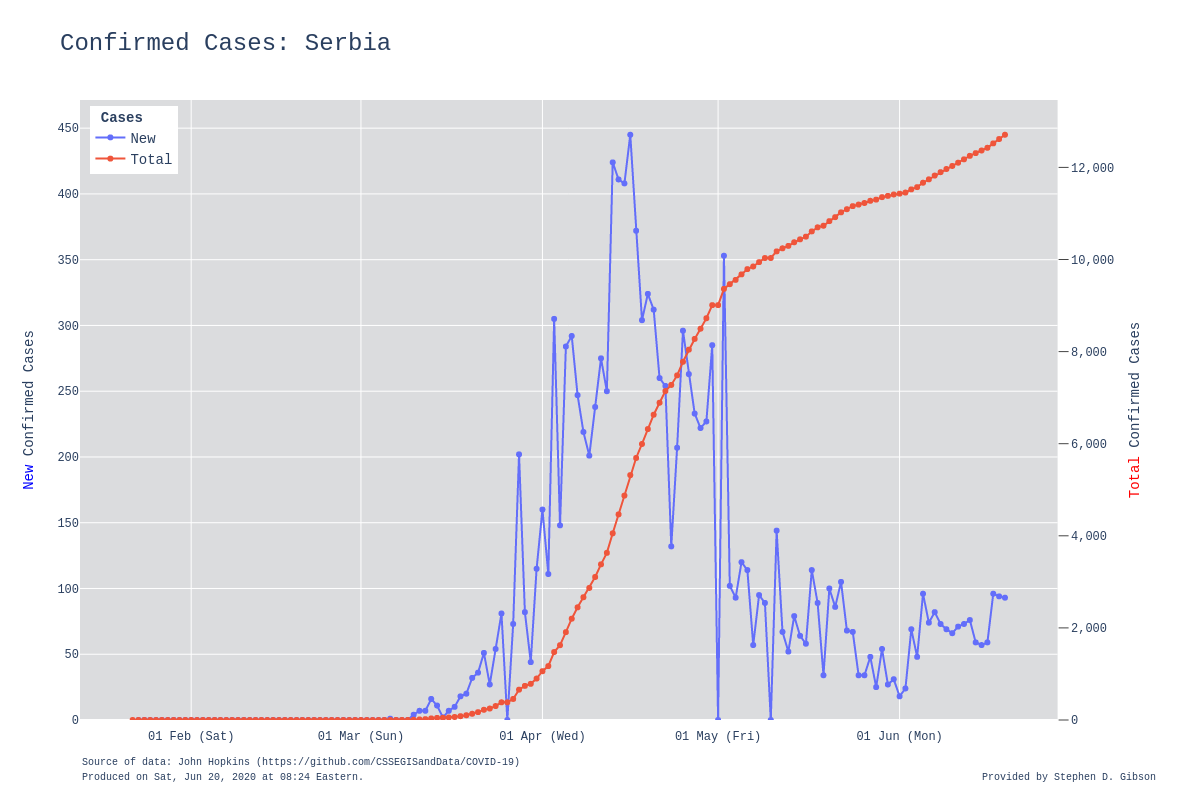 Confirmed Cases: Serbia
Cases
New
Total
450
400
350
300
250
200
150
100
50
0
New Confirmed Cases
12,000
10,000
8,000
6,000
4,000
2,000
0
Total Confirmed Cases
01 Feb (Sat)
01 Mar (Sun)
01 Apr (Wed)
01 May (Fri)
01 Jun (Mon)
Source of data: John Hopkins (https://github.com/CSSEGISandData/COVID-19)
Produced on Sat, Jun 20, 2020 at 08:24 Eastern.
Provided by Stephen D. Gibson